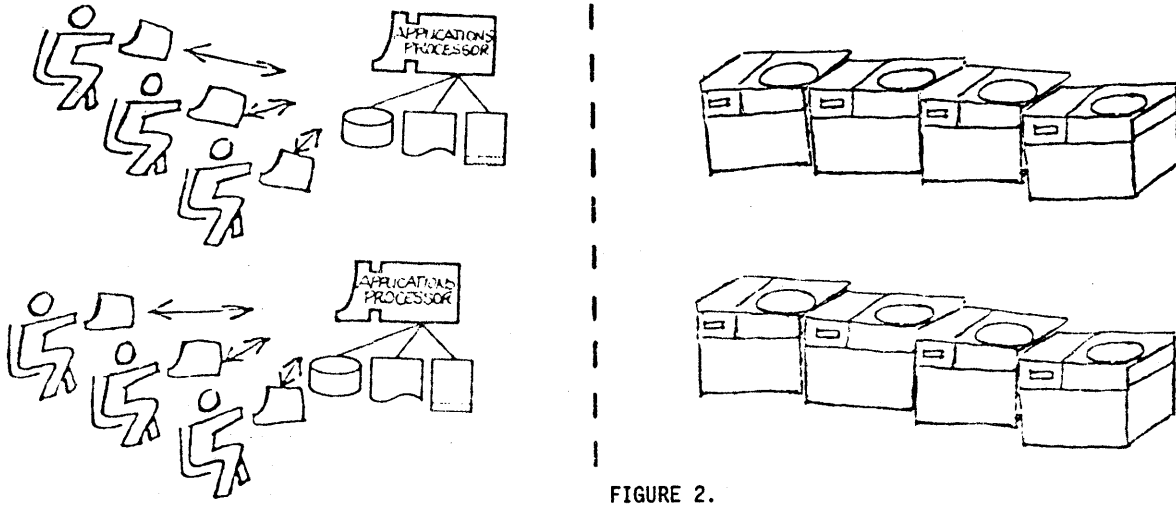 APPLICATIONS
PROCESSOR
APPLICATIONS
PROCESSOR
FIGURE 2.